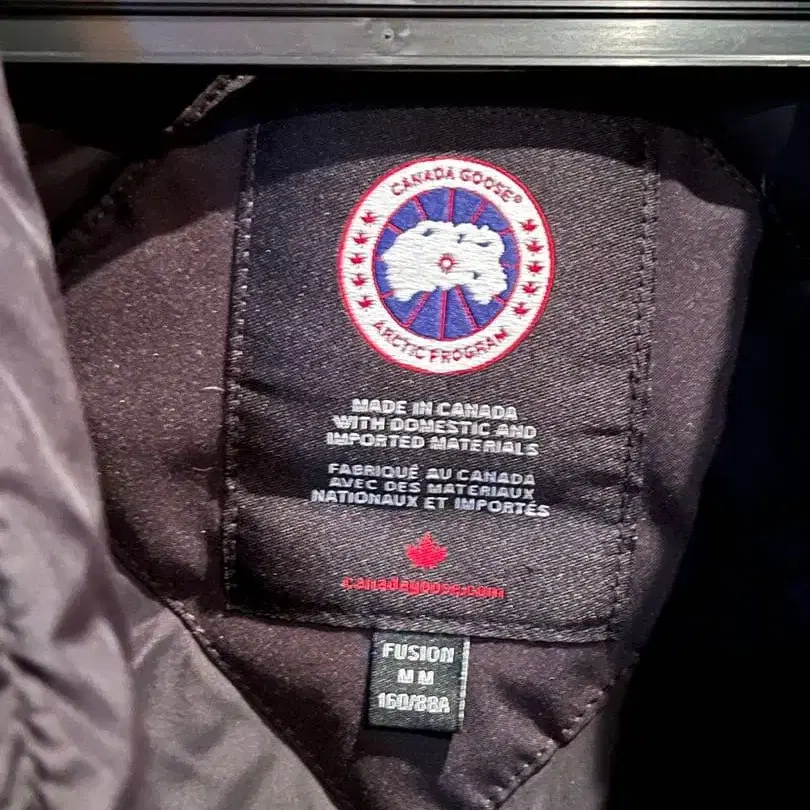 CANADA GOOSE®
ARCTIC PROGRAM
MADE IN CANADA
WITH DOMESTIC AND
IMPORTED MATERIALS
FABRIQUÉ AU CANADA
AVEC DES MATERIAUX
NATIONAUX ET IMPORTÉS
canadagoose.com
FUSION
M M
160/88A